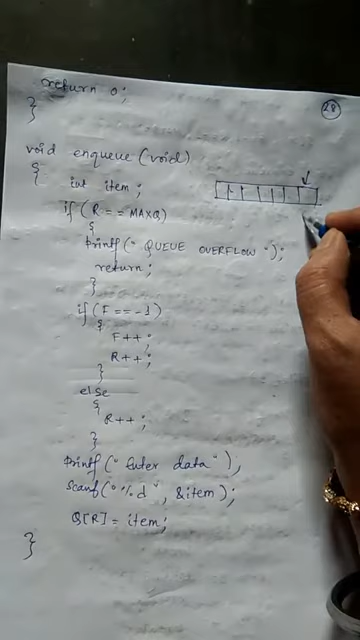 return 0;
28
}
void enqueue (void)
{
int item;
if (R == MAXQ)
{
printf(" QUEUE OVERFLOW ");
return;
}
if (F == -1)
{
F++;
R++;
}
else
{
R++;
}
printf(" Enter data"),
scanf("%d", &item);
Q[R] = item;
}